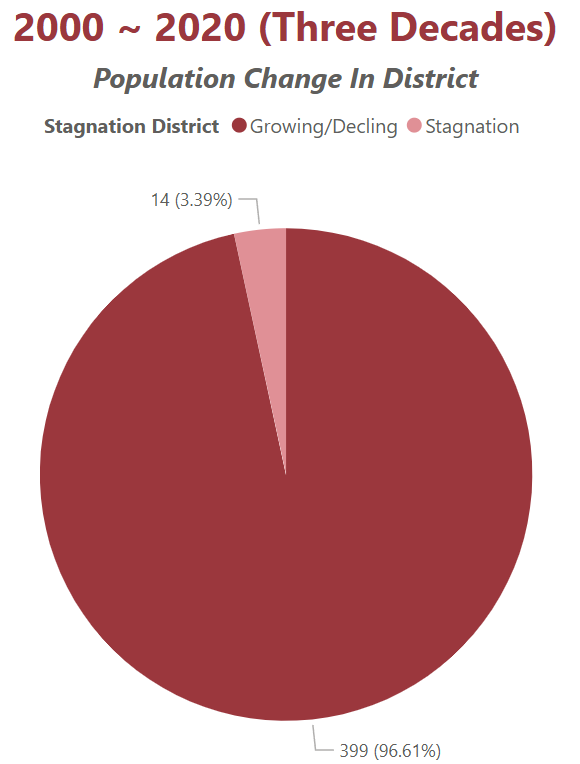 2000 ~ 2020 (Three Decades)
Population Change In District
Stagnation District Growing/Decling Stagnation
14 (3.39%)
399 (96.61%)